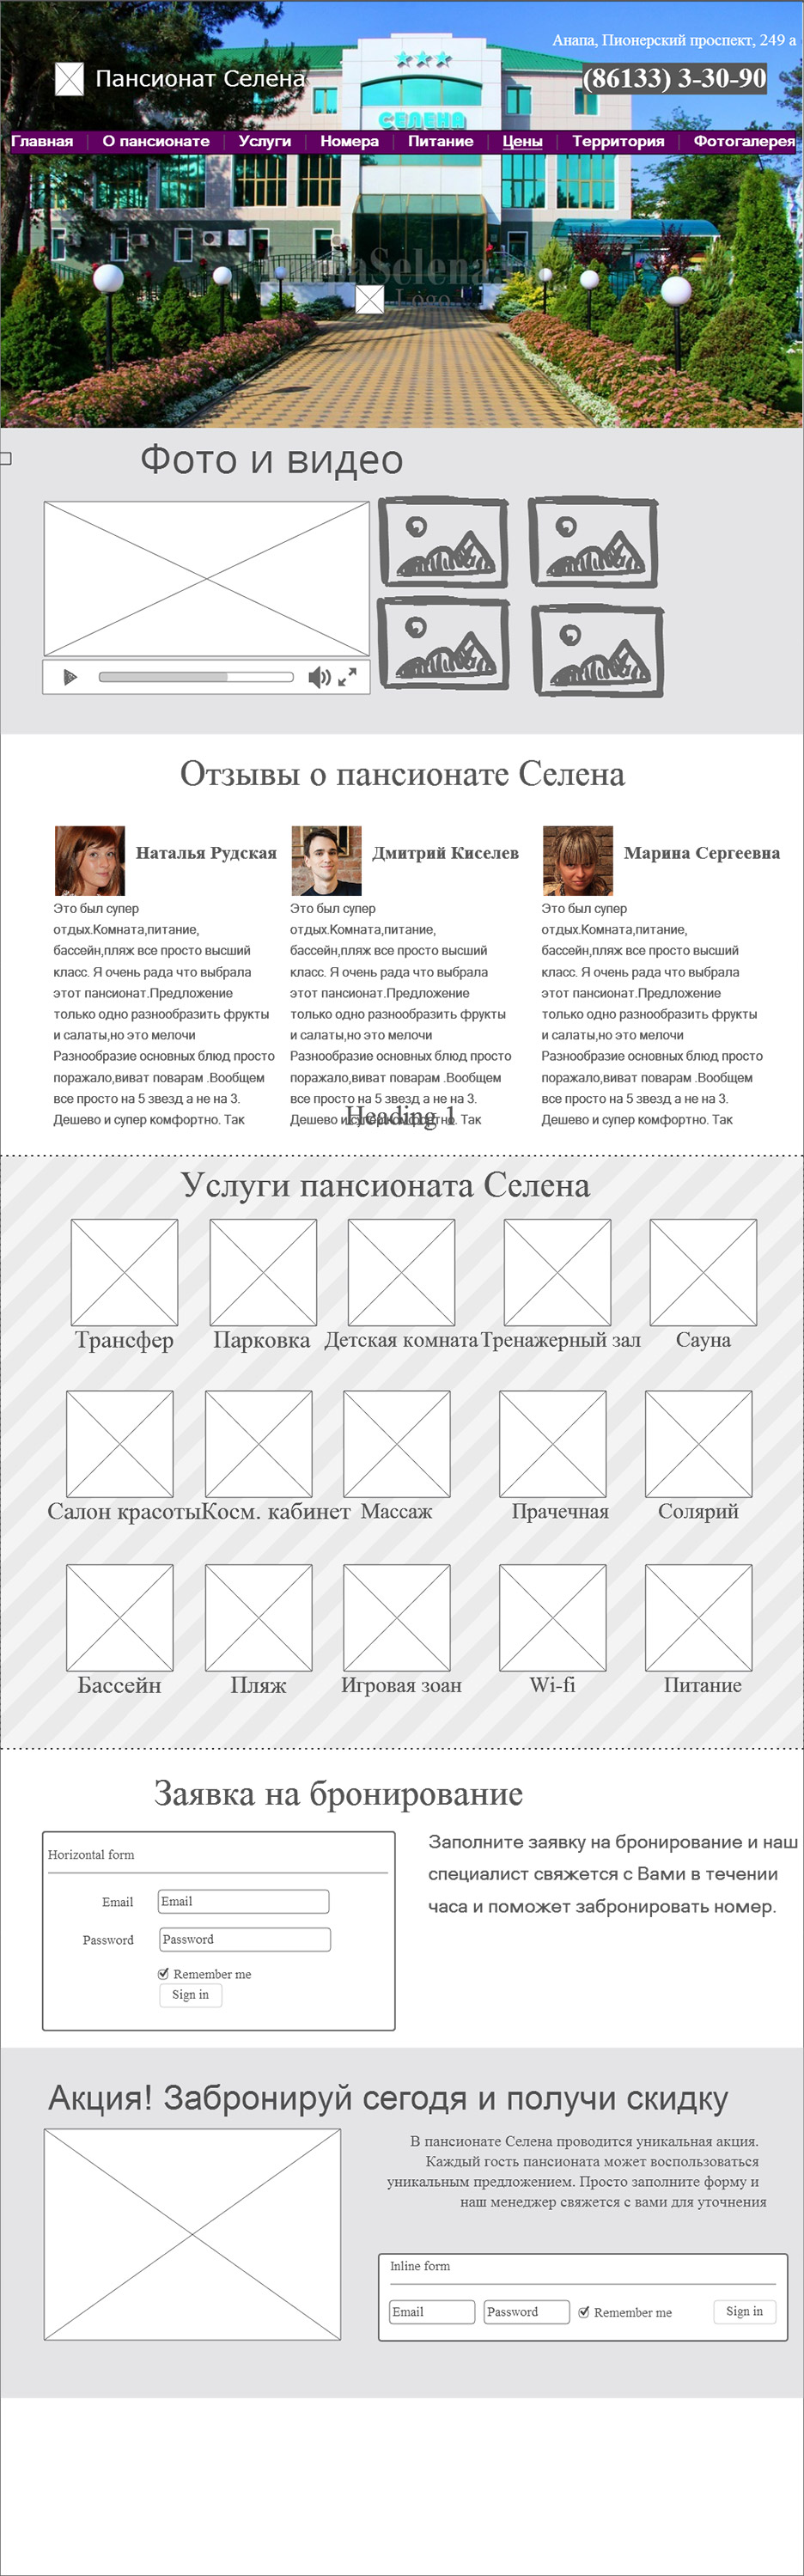 Анапа, Пионерский проспект, 249 а
Пансионат Селена
(86133) 3-30-90
СЕЛЕНА
Главная | О пансионате | Услуги | Номера | Питание | Цены | Территория | Фотогалерея
Logo
Фото и видео
Отзывы о пансионате Селена
Наталья Рудская
Это был супер
отдых.Комната,питание,
бассейн,пляж все просто высший
класс. Я очень рада что выбрала
этот пансионат.Предложение
только одно разнообразить фрукты
и салаты,но это мелочи
Разнообразие основных блюд просто
поражало,виват поварам .Вообщем
все просто на 5 звезд а не на 3.
Дешево и супер комфортно. Так
Дмитрий Киселев
Это был супер
отдых.Комната,питание,
бассейн,пляж все просто высший
класс. Я очень рада что выбрала
этот пансионат.Предложение
только одно разнообразить фрукты
и салаты,но это мелочи
Разнообразие основных блюд просто
поражало,виват поварам .Вообщем
все просто на 5 звезд а не на 3.
Дешево и супер комфортно. Так
Heading 1
Марина Сергеевна
Это был супер
отдых.Комната,питание,
бассейн,пляж все просто высший
класс. Я очень рада что выбрала
этот пансионат.Предложение
только одно разнообразить фрукты
и салаты,но это мелочи
Разнообразие основных блюд просто
поражало,виват поварам .Вообщем
все просто на 5 звезд а не на 3.
Дешево и супер комфортно. Так
Услуги пансионата Селена
Трансфер Парковка Детская комната Тренажерный зал Сауна
Салон красоты Косм. кабинет Массаж Прачечная Солярий
Бассейн Пляж Игровая зоан Wi-fi Питание
Заявка на бронирование
Horizontal form
Email Email
Password Password
Remember me
Sign in
Заполните заявку на бронирование и наш
специалист свяжется с Вами в течении
часа и поможет забронировать номер.
Акция! Забронируй сегодя и получи скидку
В пансионате Селена проводится уникальная акция.
Каждый гость пансионата может воспользоваться
уникальным предложением. Просто заполните форму и
наш менеджер свяжется с вами для уточнения
Inline form
Email Password Remember me Sign in